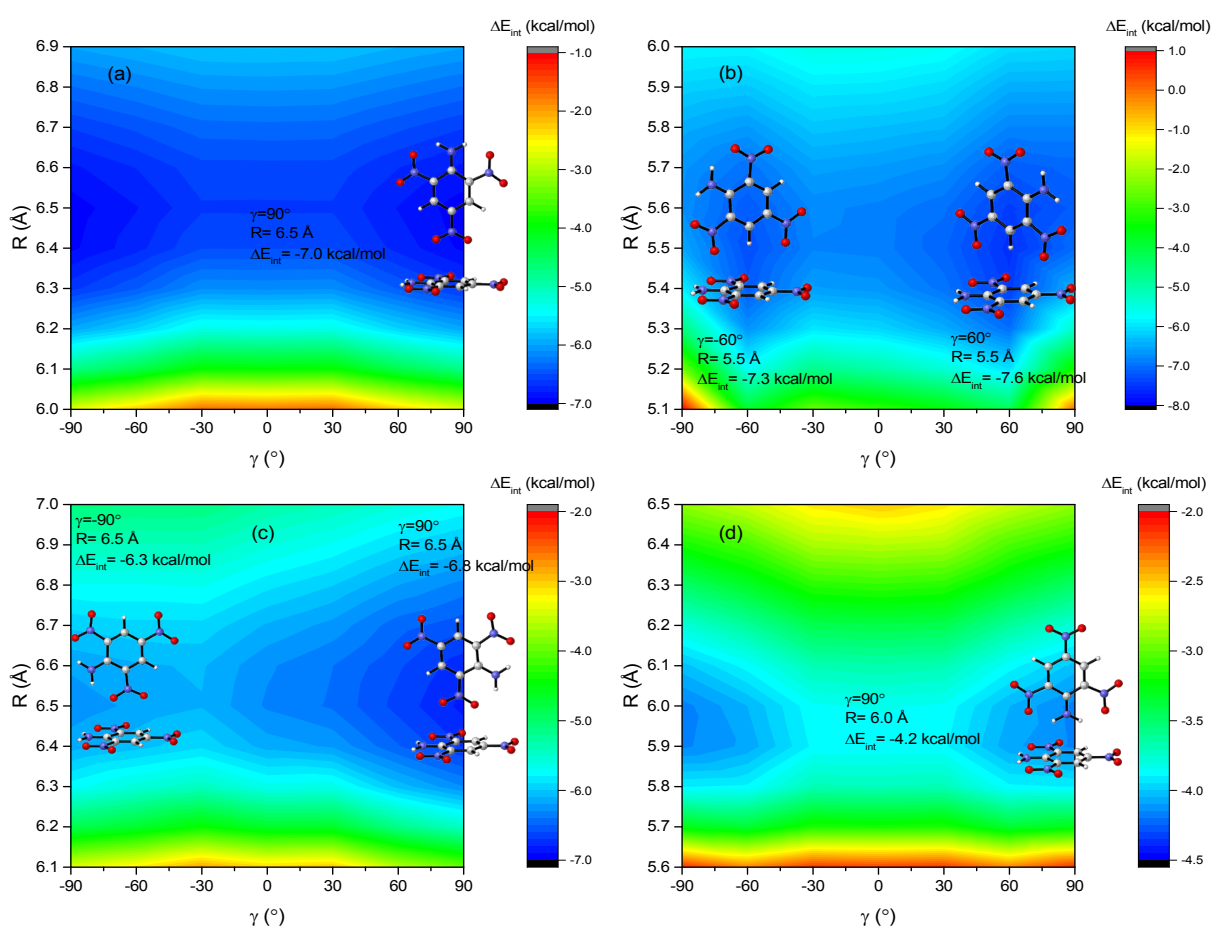 ΔE_int (kcal/mol)
(a)
6.9
6.8
6.7
6.6
6.5
6.4
6.3
6.2
6.1
6.0
R (Å)
-90
-60
-30
0
30
60
90
γ (°)
γ=90°
R= 6.5 Å
ΔE_int= -7.0 kcal/mol
-1.0
-2.0
-3.0
-4.0
-5.0
-6.0
-7.0
ΔE_int (kcal/mol)
(b)
6.0
5.9
5.8
5.7
5.6
5.5
5.4
5.3
5.2
5.1
R (Å)
-90
-60
-30
0
30
60
90
γ (°)
γ=-60°
R= 5.5 Å
ΔE_int= -7.3 kcal/mol
γ=60°
R= 5.5 Å
ΔE_int= -7.6 kcal/mol
1.0
0.0
-1.0
-2.0
-3.0
-4.0
-5.0
-6.0
-7.0
-8.0
ΔE_int (kcal/mol)
(c)
7.0
6.9
6.8
6.7
6.6
6.5
6.4
6.3
6.2
6.1
R (Å)
-90
-60
-30
0
30
60
90
γ (°)
γ=-90°
R= 6.5 Å
ΔE_int= -6.3 kcal/mol
γ=90°
R= 6.5 Å
ΔE_int= -6.8 kcal/mol
-2.0
-3.0
-4.0
-5.0
-6.0
-7.0
ΔE_int (kcal/mol)
(d)
6.5
6.4
6.3
6.2
6.1
6.0
5.9
5.8
5.7
5.6
R (Å)
-90
-60
-30
0
30
60
90
γ (°)
γ=90°
R= 6.0 Å
ΔE_int= -4.2 kcal/mol
-2.0
-2.5
-3.0
-3.5
-4.0
-4.5